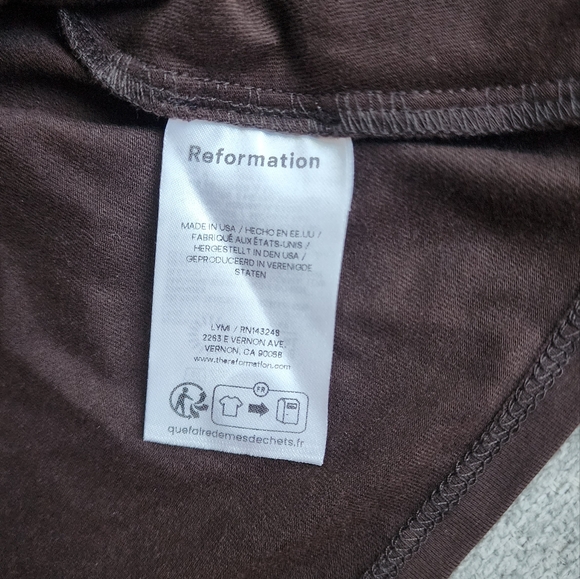 Reformation
MADE IN USA / HECHO EN EE.UU /
FABRIQUÉ AUX ÉTATS-UNIS /
HERGESTELLT IN DEN USA /
GEPRODUCEERD IN VERENIGDE
STATEN
LYMI / RN143248
2263 E VERNON AVE,
VERNON, CA 90058
www.thereformation.com
FR
quefairedemesdechets.fr